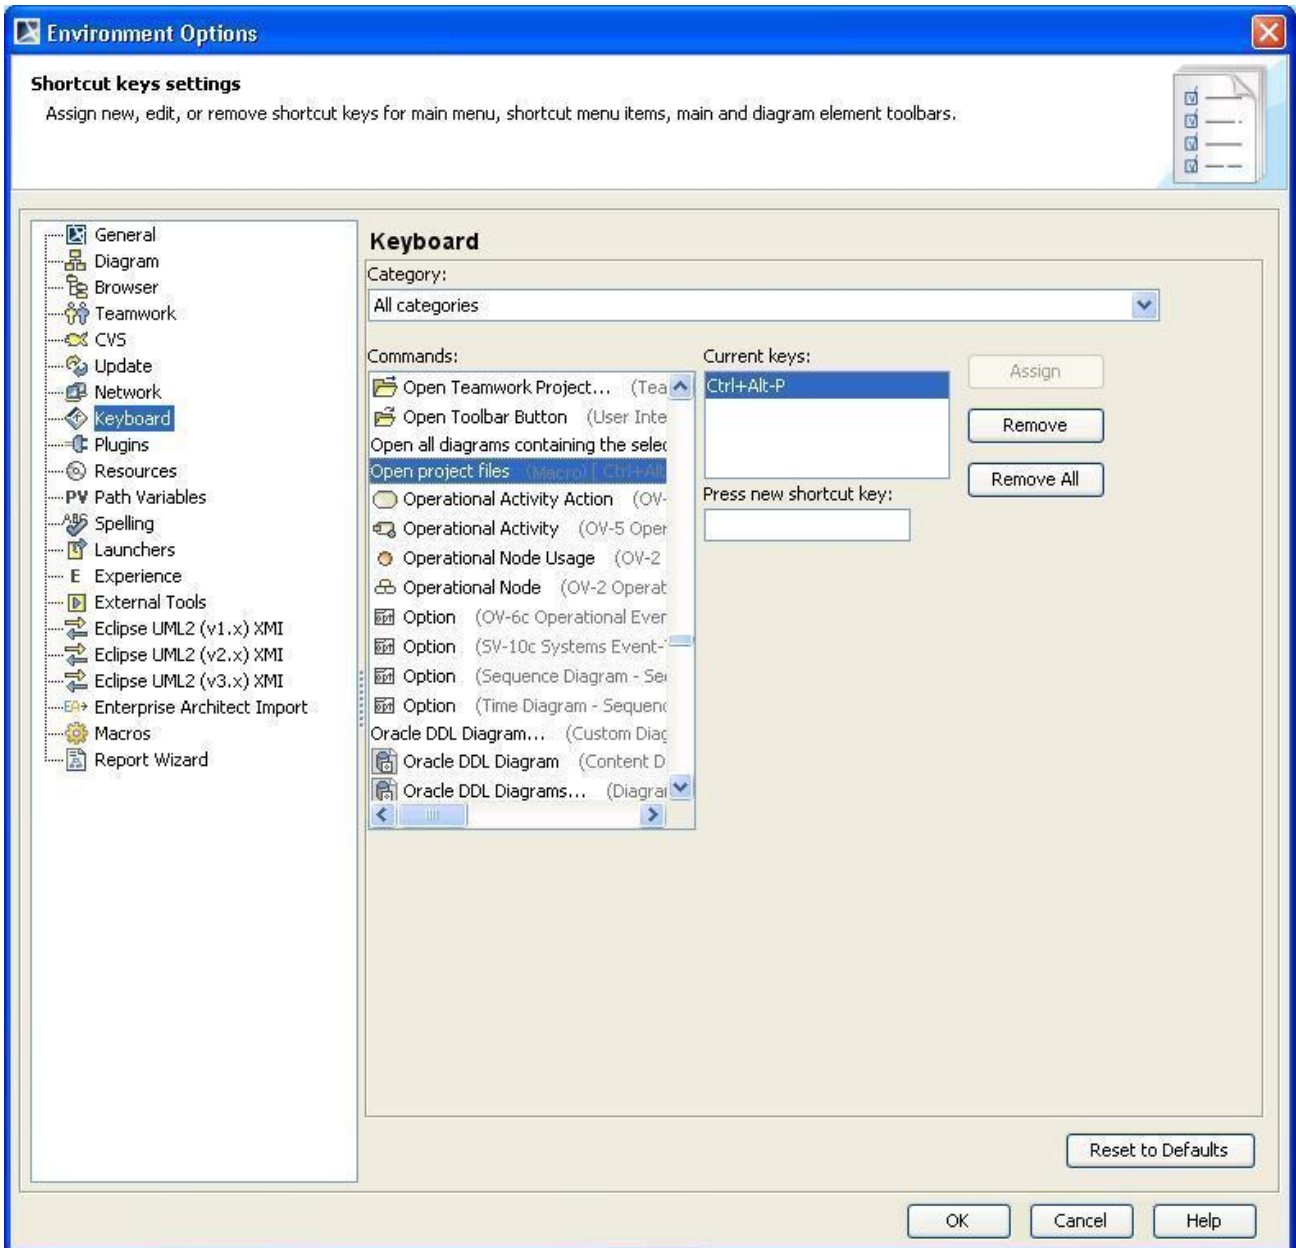 Environment Options
Shortcut keys settings
Assign new, edit, or remove shortcut keys for main menu, shortcut menu items, main and diagram element toolbars.
General
Diagram
Browser
Teamwork
CVS
Update
Network
Keyboard
Plugins
Resources
PV Path Variables
Spelling
Launchers
E Experience
External Tools
Eclipse UML2 (v1.x) XMI
Eclipse UML2 (v2.x) XMI
Eclipse UML2 (v3.x) XMI
EA Enterprise Architect Import
Macros
Report Wizard
Keyboard
Category:
All categories
Commands:
Open Teamwork Project... (Tea
Open Toolbar Button (User Inte
Open all diagrams containing the selec
Open project files (Macro) [ Ctrl+Alt
Operational Activity Action (OV-
Operational Activity (OV-5 Oper
Operational Node Usage (OV-2
Operational Node (OV-2 Operat
opt Option (OV-6c Operational Ever
opt Option (SV-10c Systems Event-
opt Option (Sequence Diagram - Se
opt Option (Time Diagram - Sequenc
Oracle DDL Diagram... (Custom Diag
Oracle DDL Diagram (Content D
Oracle DDL Diagrams... (Diagra
Current keys:
Ctrl+Alt-P
Press new shortcut key:
Assign
Remove
Remove All
Reset to Defaults
OK
Cancel
Help